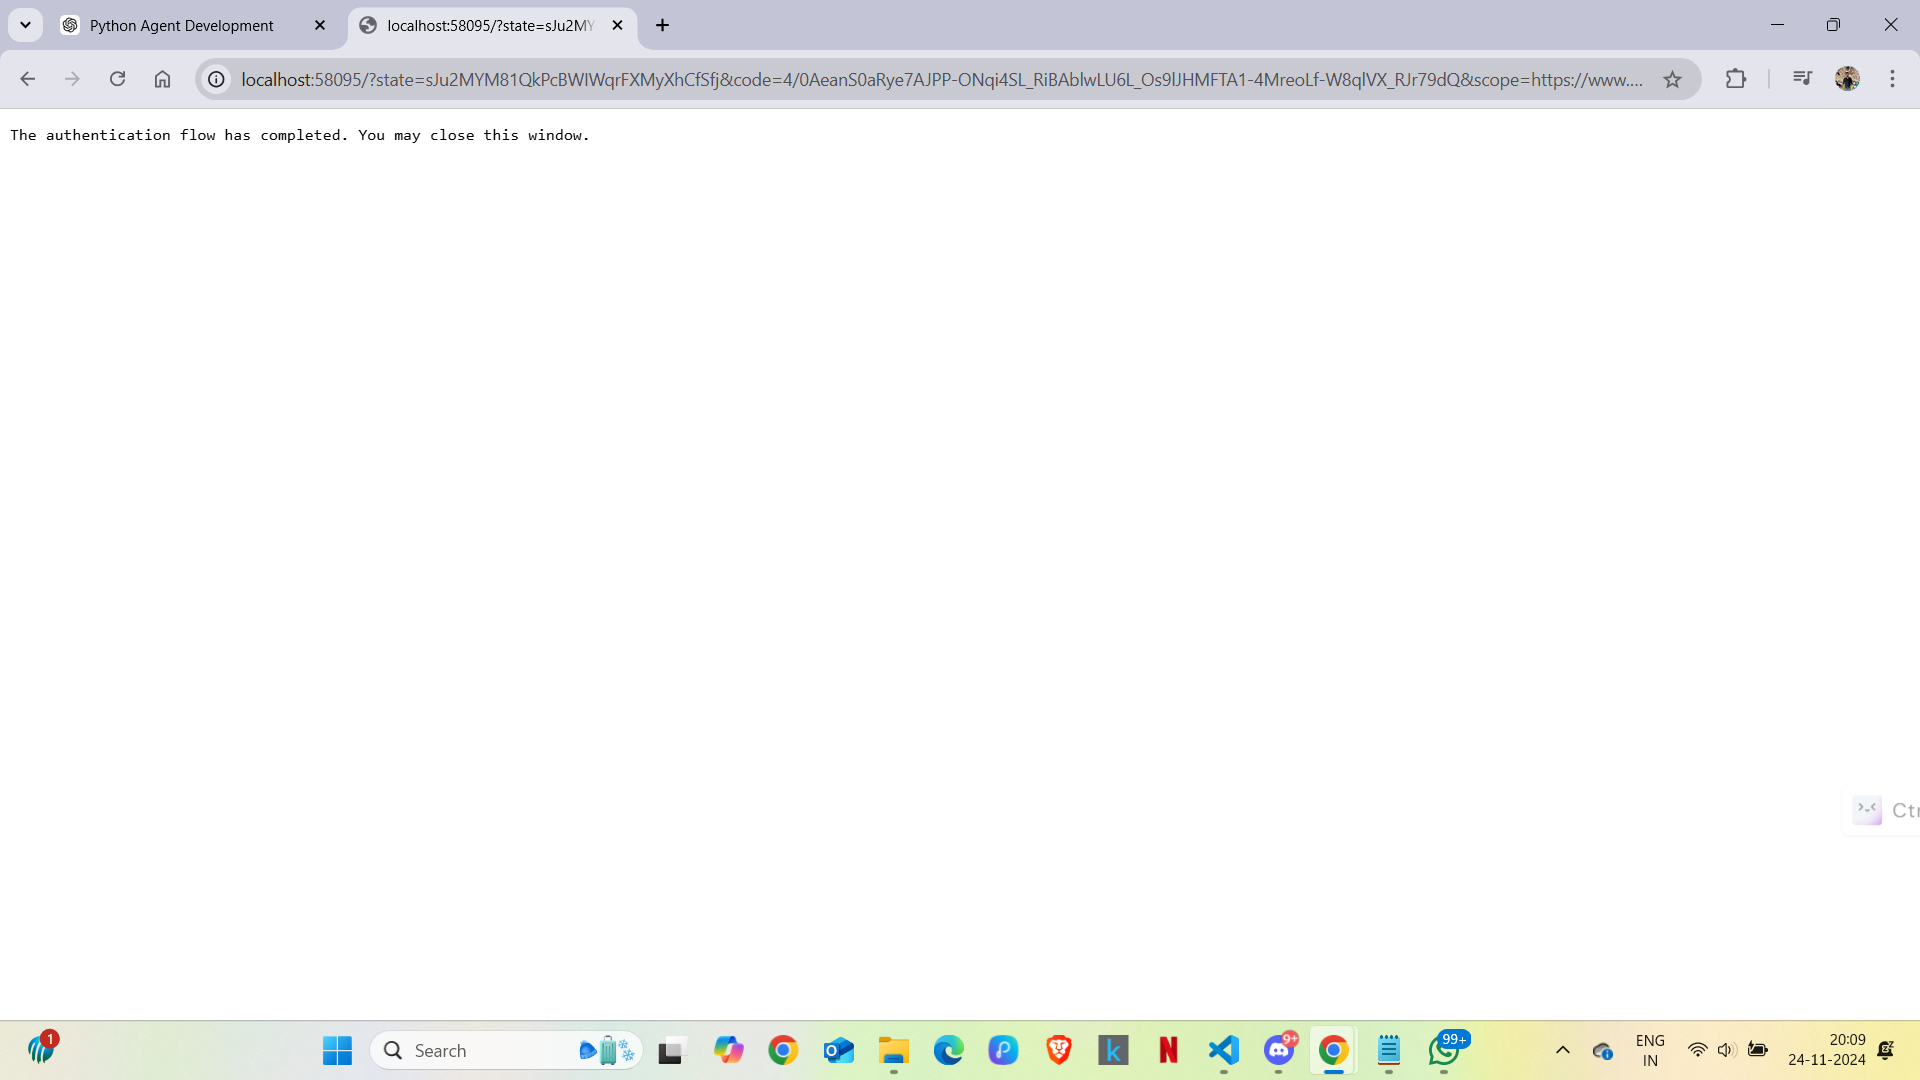 Python Agent Development
localhost:58095/?state=sJu2MY
localhost:58095/?state=sJu2MYM81QkPcBWIWqrFXMyXhCfSfj&code=4/0AeanS0aRye7AJPP-ONqi4SL_RiBAblwLU6L_Os9lJHMFTA1-4MreoLf-W8qlVX_RJr79dQ&scope=https://www....
The authentication flow has completed. You may close this window.
Ctr
1
Search
9+
99+
ENG
IN
20:09
24-11-2024